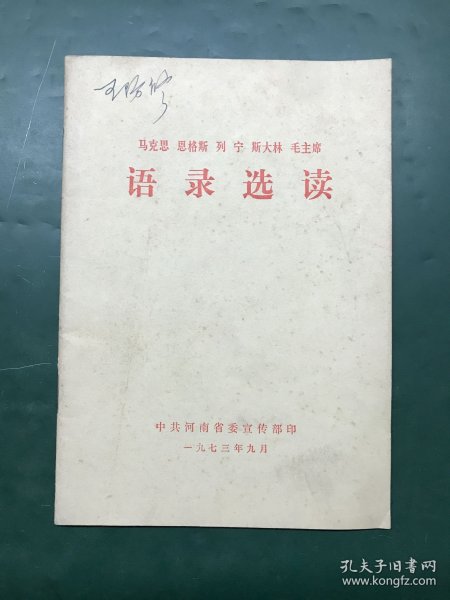 马克思 恩格斯 列 宁 斯大林 毛主席
语录选读
中共河南省委宣传部印
一九七三年九月
孔夫子旧书网
www.kongfz.com